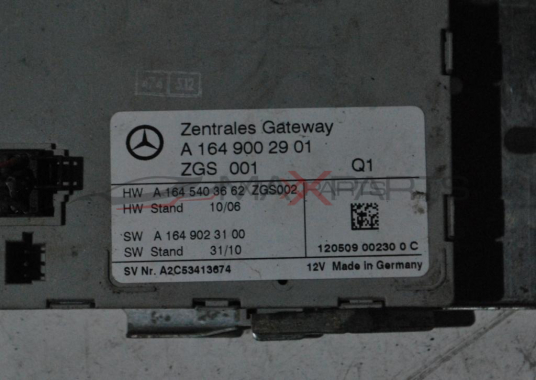 Zentrales Gateway
A 164 900 29 01
ZGS 001 Q1
HW A 164 540 36 62 ZGS002
HW Stand 10/06
SW A 164 902 31 00
SW Stand 31/10
120509 00230 0 C
SV Nr. A2C53413674 12V Made in Germany
MAXPARTS